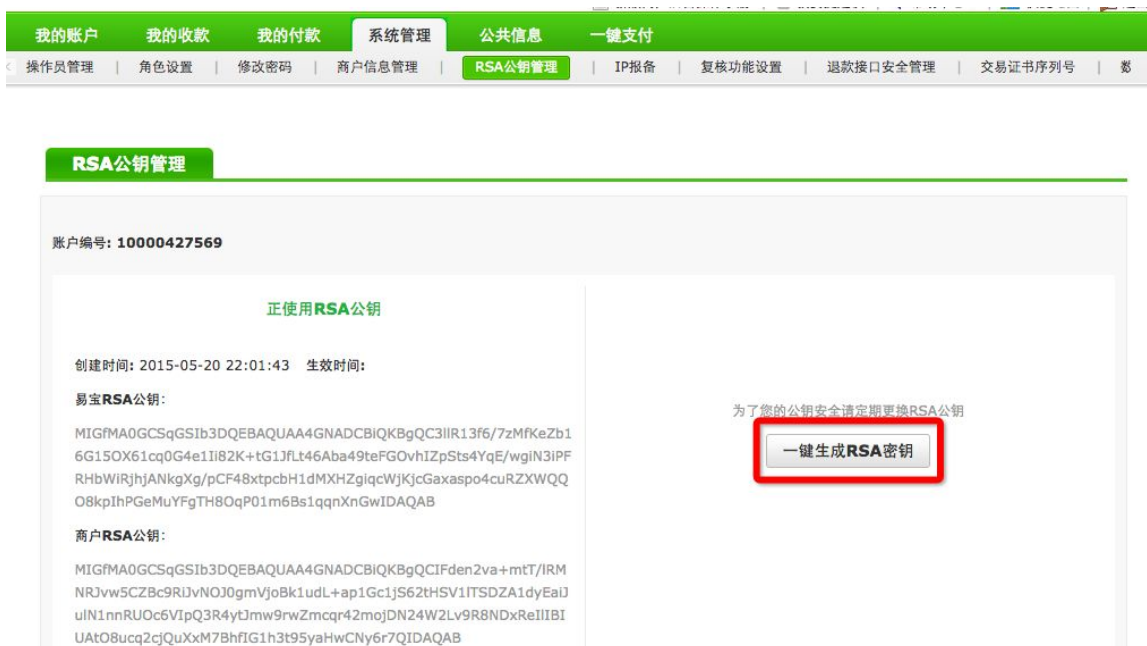 我的账户 我的收款 我的付款 系统管理 公共信息 一键支付
操作员管理 | 角色设置 | 修改密码 | 商户信息管理 | RSA公钥管理 | IP报备 | 复核功能设置 | 退款接口安全管理 | 交易证书序列号 |
RSA公钥管理
账户编号: 10000427569
正使用RSA公钥
创建时间: 2015-05-20 22:01:43 生效时间:
易宝RSA公钥:
MIGfMA0GCSqGSIb3DQEBAQUAA4GNADCBiQKBgQC3llR13f6/7zMfKeZb1
6G15OX61cq0G4e1Ii82K+tG1JfLt46Aba49teFGOvhIZpSts4YqE/wgiN3iPF
RHbWiRjhjANkgXg/pCF48xtpcbH1dMXHZgiqcWjKjcGaxaspo4cuRZXWQQ
O8kpIhPGeMuYFgTH8OqP01m6Bs1qqnXnGwIDAQAB
商户RSA公钥:
MIGfMA0GCSqGSIb3DQEBAQUAA4GNADCBiQKBgQCIFden2va+mtT/lRM
NRJvw5CZBc9RiJvNOJ0gmVjoBk1udL+ap1Gc1jS62tHSV1lTSDZA1dyEaiJ
ulN1nnRUOc6VIpQ3R4ytJmw9rwZmcqr42mojDN24W2Lv9R8NDxReIlIBI
UAtO8ucq2cjQuXxM7BhfIG1h3t95yaHwCNy6r7QIDAQAB
为了您的公钥安全请定期更换RSA公钥
一键生成RSA密钥